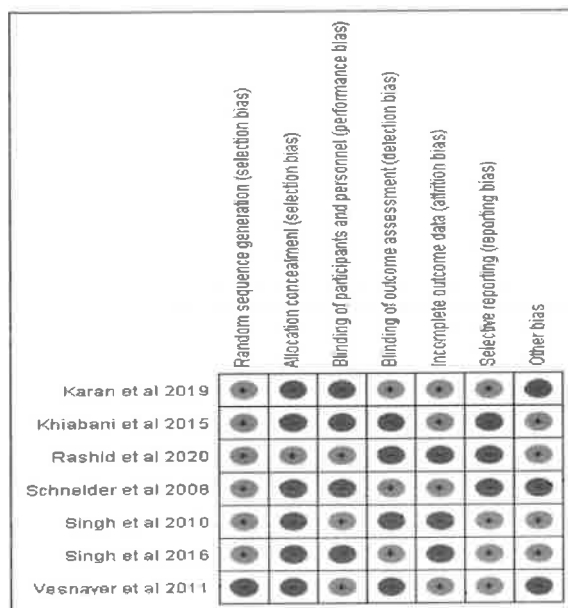 Random sequence generation (selection bias)
Allocation concealment (selection bias)
Blinding of participants and personnel (performance bias)
Blinding of outcome assessment (detection bias)
Incomplete outcome data (attrition bias)
Selective reporting (reporting bias)
Other bias
Karan et al 2019
Khiabani et al 2015
Rashid et al 2020
Schneider et al 2008
Singh et al 2010
Singh et al 2016
Vesnaver et al 2011